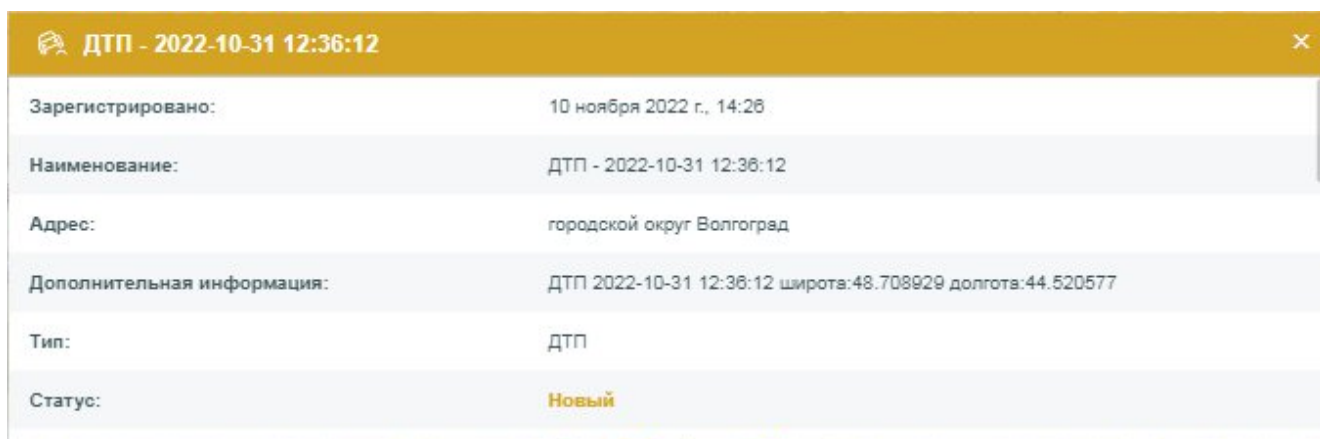 ДТП - 2022-10-31 12:36:12
Зарегистрировано: 10 ноября 2022 г., 14:26
Наименование: ДТП - 2022-10-31 12:36:12
Адрес: городской округ Волгоград
Дополнительная информация: ДТП 2022-10-31 12:36:12 широта:48.708929 долгота:44.520577
Тип: ДТП
Статус: Новый